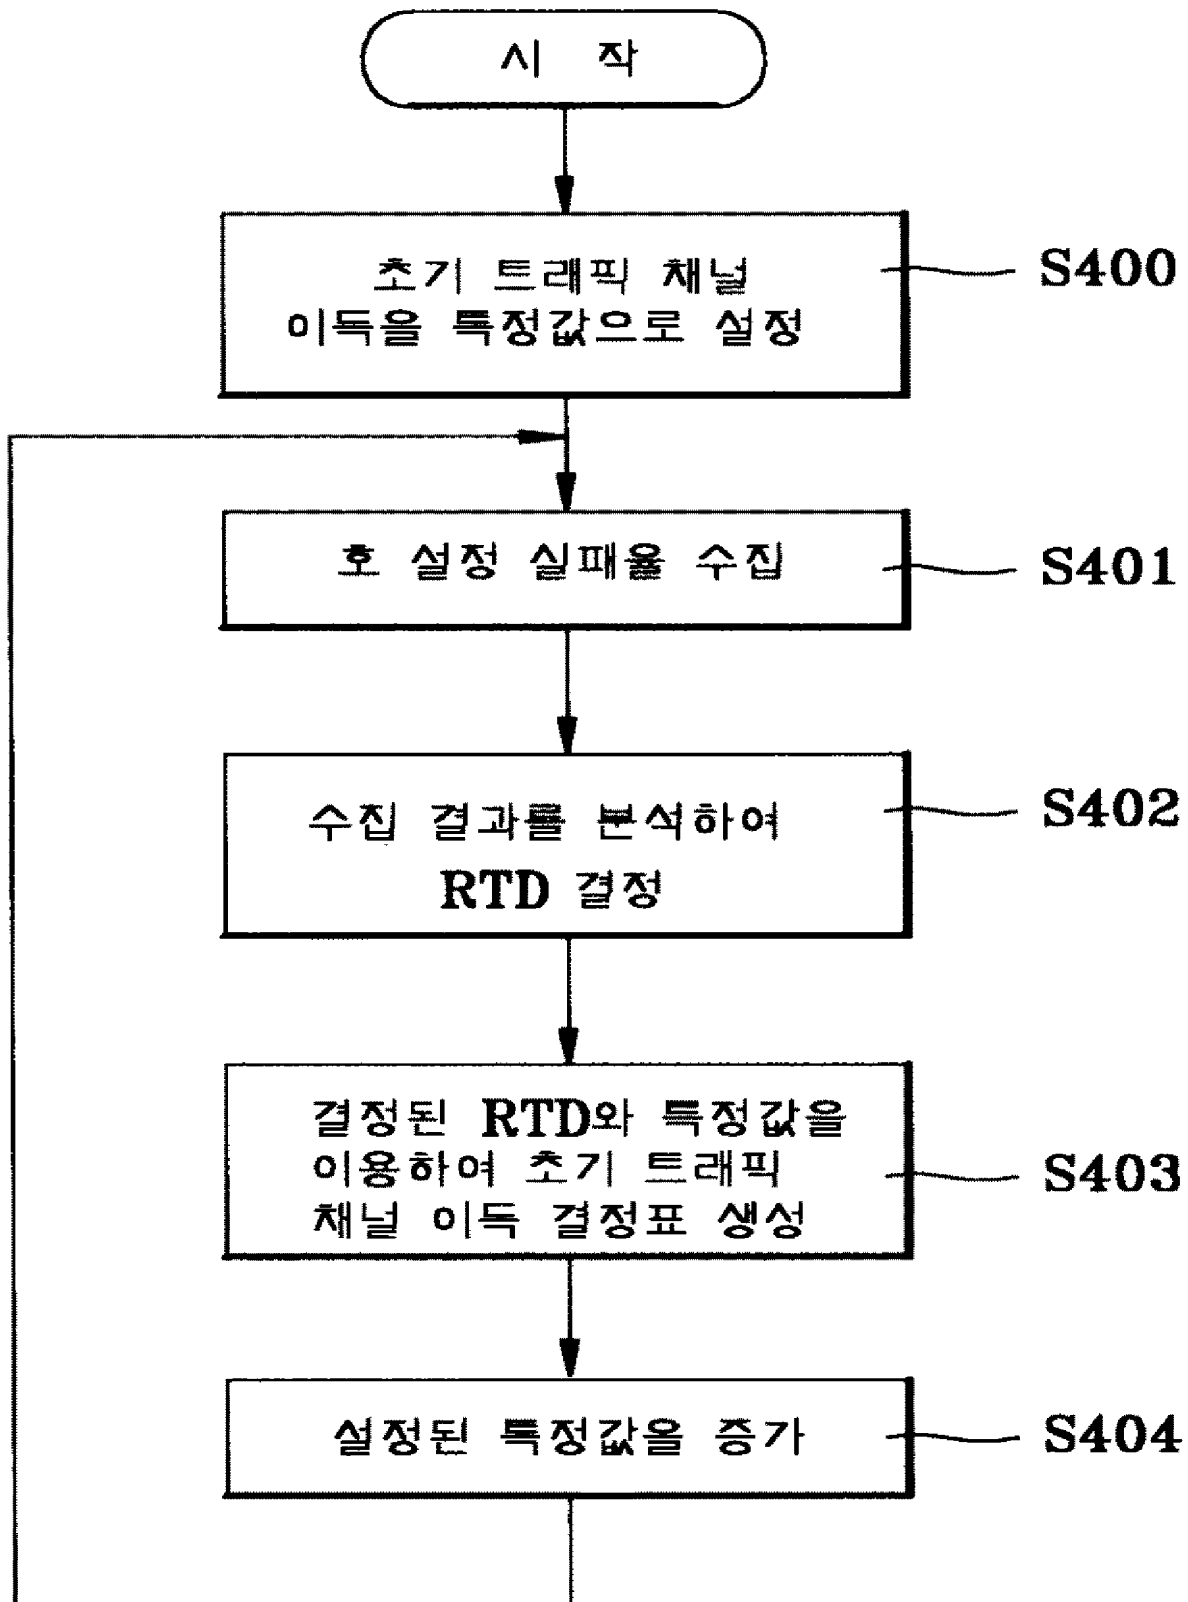 시 작
초기 트래픽 채널
이득을 특정값으로 설정
S400
호 설정 실패율 수집
S401
수집 결과를 분석하여
RTD 결정
S402
결정된 RTD와 특정값을
이용하여 초기 트래픽
채널 이득 결정표 생성
S403
설정된 특정값을 증가
S404